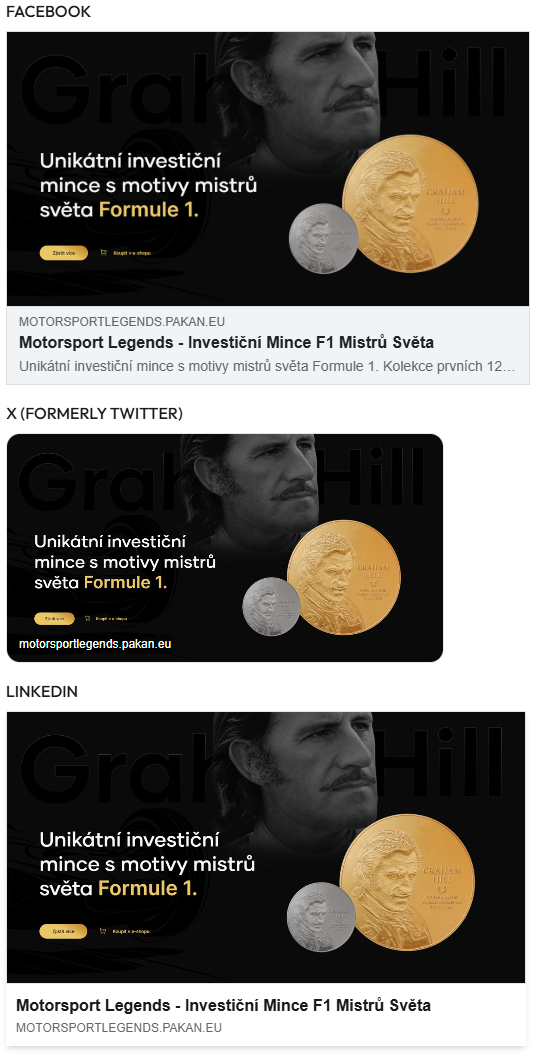 FACEBOOK
Graham Hill
Unikátní investiční
mince s motivy mistrů
světa Formule 1.
GRAHAM
HILL
Zjistit více
Koupit v e-shopu
MOTORSPORTLEGENDS.PAKAN.EU
Motorsport Legends - Investiční Mince F1 Mistrů Světa
Unikátní investiční mince s motivy mistrů světa Formule 1. Kolekce prvních 12…
X (FORMERLY TWITTER)
Graham Hill
Unikátní investiční
mince s motivy mistrů
světa Formule 1.
GRAHAM
HILL
Zjistit více
Koupit v e-shopu
motorsportlegends.pakan.eu
LINKEDIN
Graham Hill
Unikátní investiční
mince s motivy mistrů
světa Formule 1.
GRAHAM
HILL
Zjistit více
Koupit v e-shopu
Motorsport Legends - Investiční Mince F1 Mistrů Světa
MOTORSPORTLEGENDS.PAKAN.EU